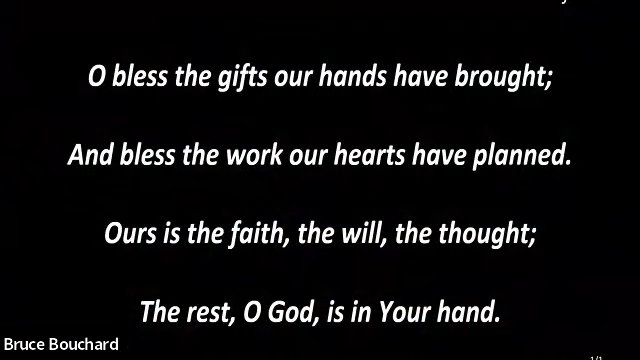 O bless the gifts our hands have brought;
And bless the work our hearts have planned.
Ours is the faith, the will, the thought;
The rest, O God, is in Your hand.
Bruce Bouchard